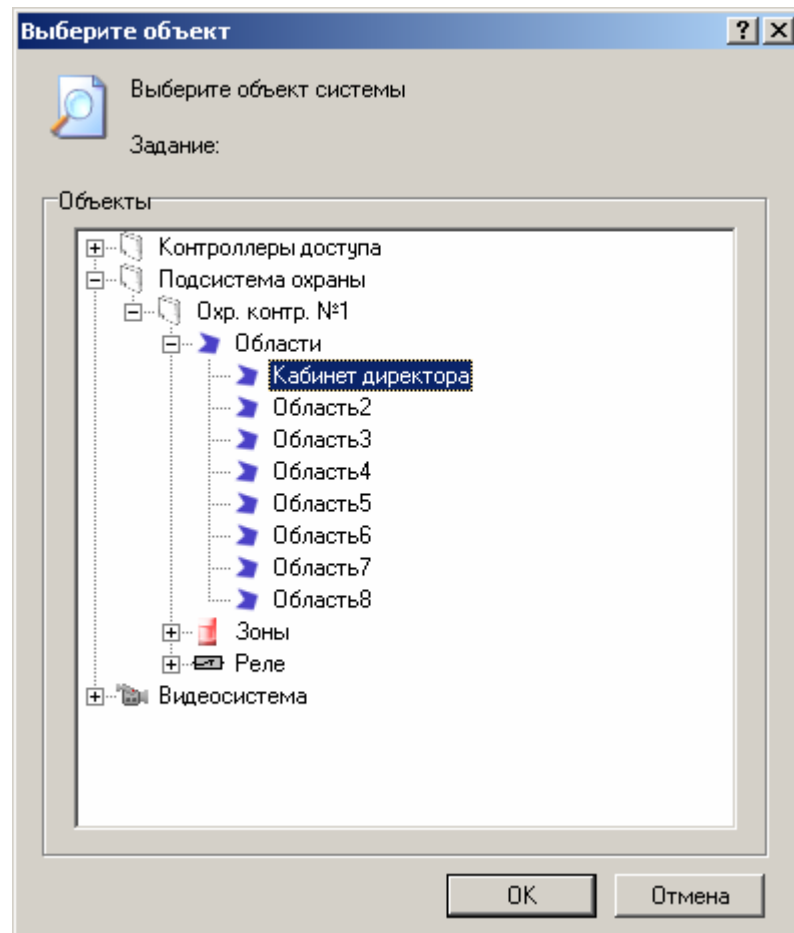 Выберите объект
Выберите объект системы
Задание:
Объекты
Контроллеры доступа
Подсистема охраны
Охр. контр. №1
Области
Кабинет директора
Область2
Область3
Область4
Область5
Область6
Область7
Область8
Зоны
Реле
Видеосистема
OK Отмена